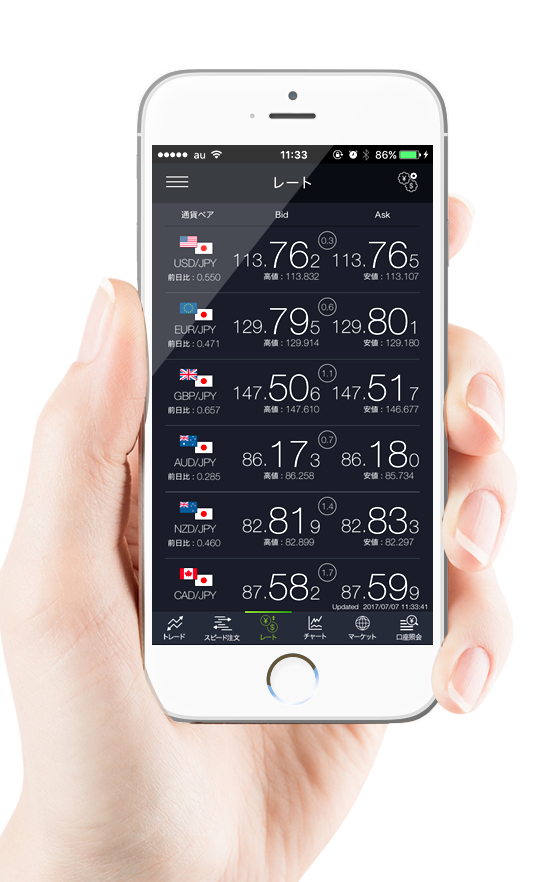 au 11:33 86%
レート
通貨ペア Bid Ask
0.3
USD/JPY 113.762 113.765
前日比：0.550 高値：113.832 安値：113.107
0.6
EUR/JPY 129.795 129.801
前日比：0.471 高値：129.914 安値：129.180
1.1
GBP/JPY 147.506 147.517
前日比：0.657 高値：147.610 安値：146.677
0.7
AUD/JPY 86.173 86.180
前日比：0.285 高値：86.258 安値：85.734
1.4
NZD/JPY 82.819 82.833
前日比：0.460 高値：82.899 安値：82.297
1.7
CAD/JPY 87.582 87.599
Updated 2017/07/07 11:33:41
トレード スピード注文 レート チャート マーケット 口座照会